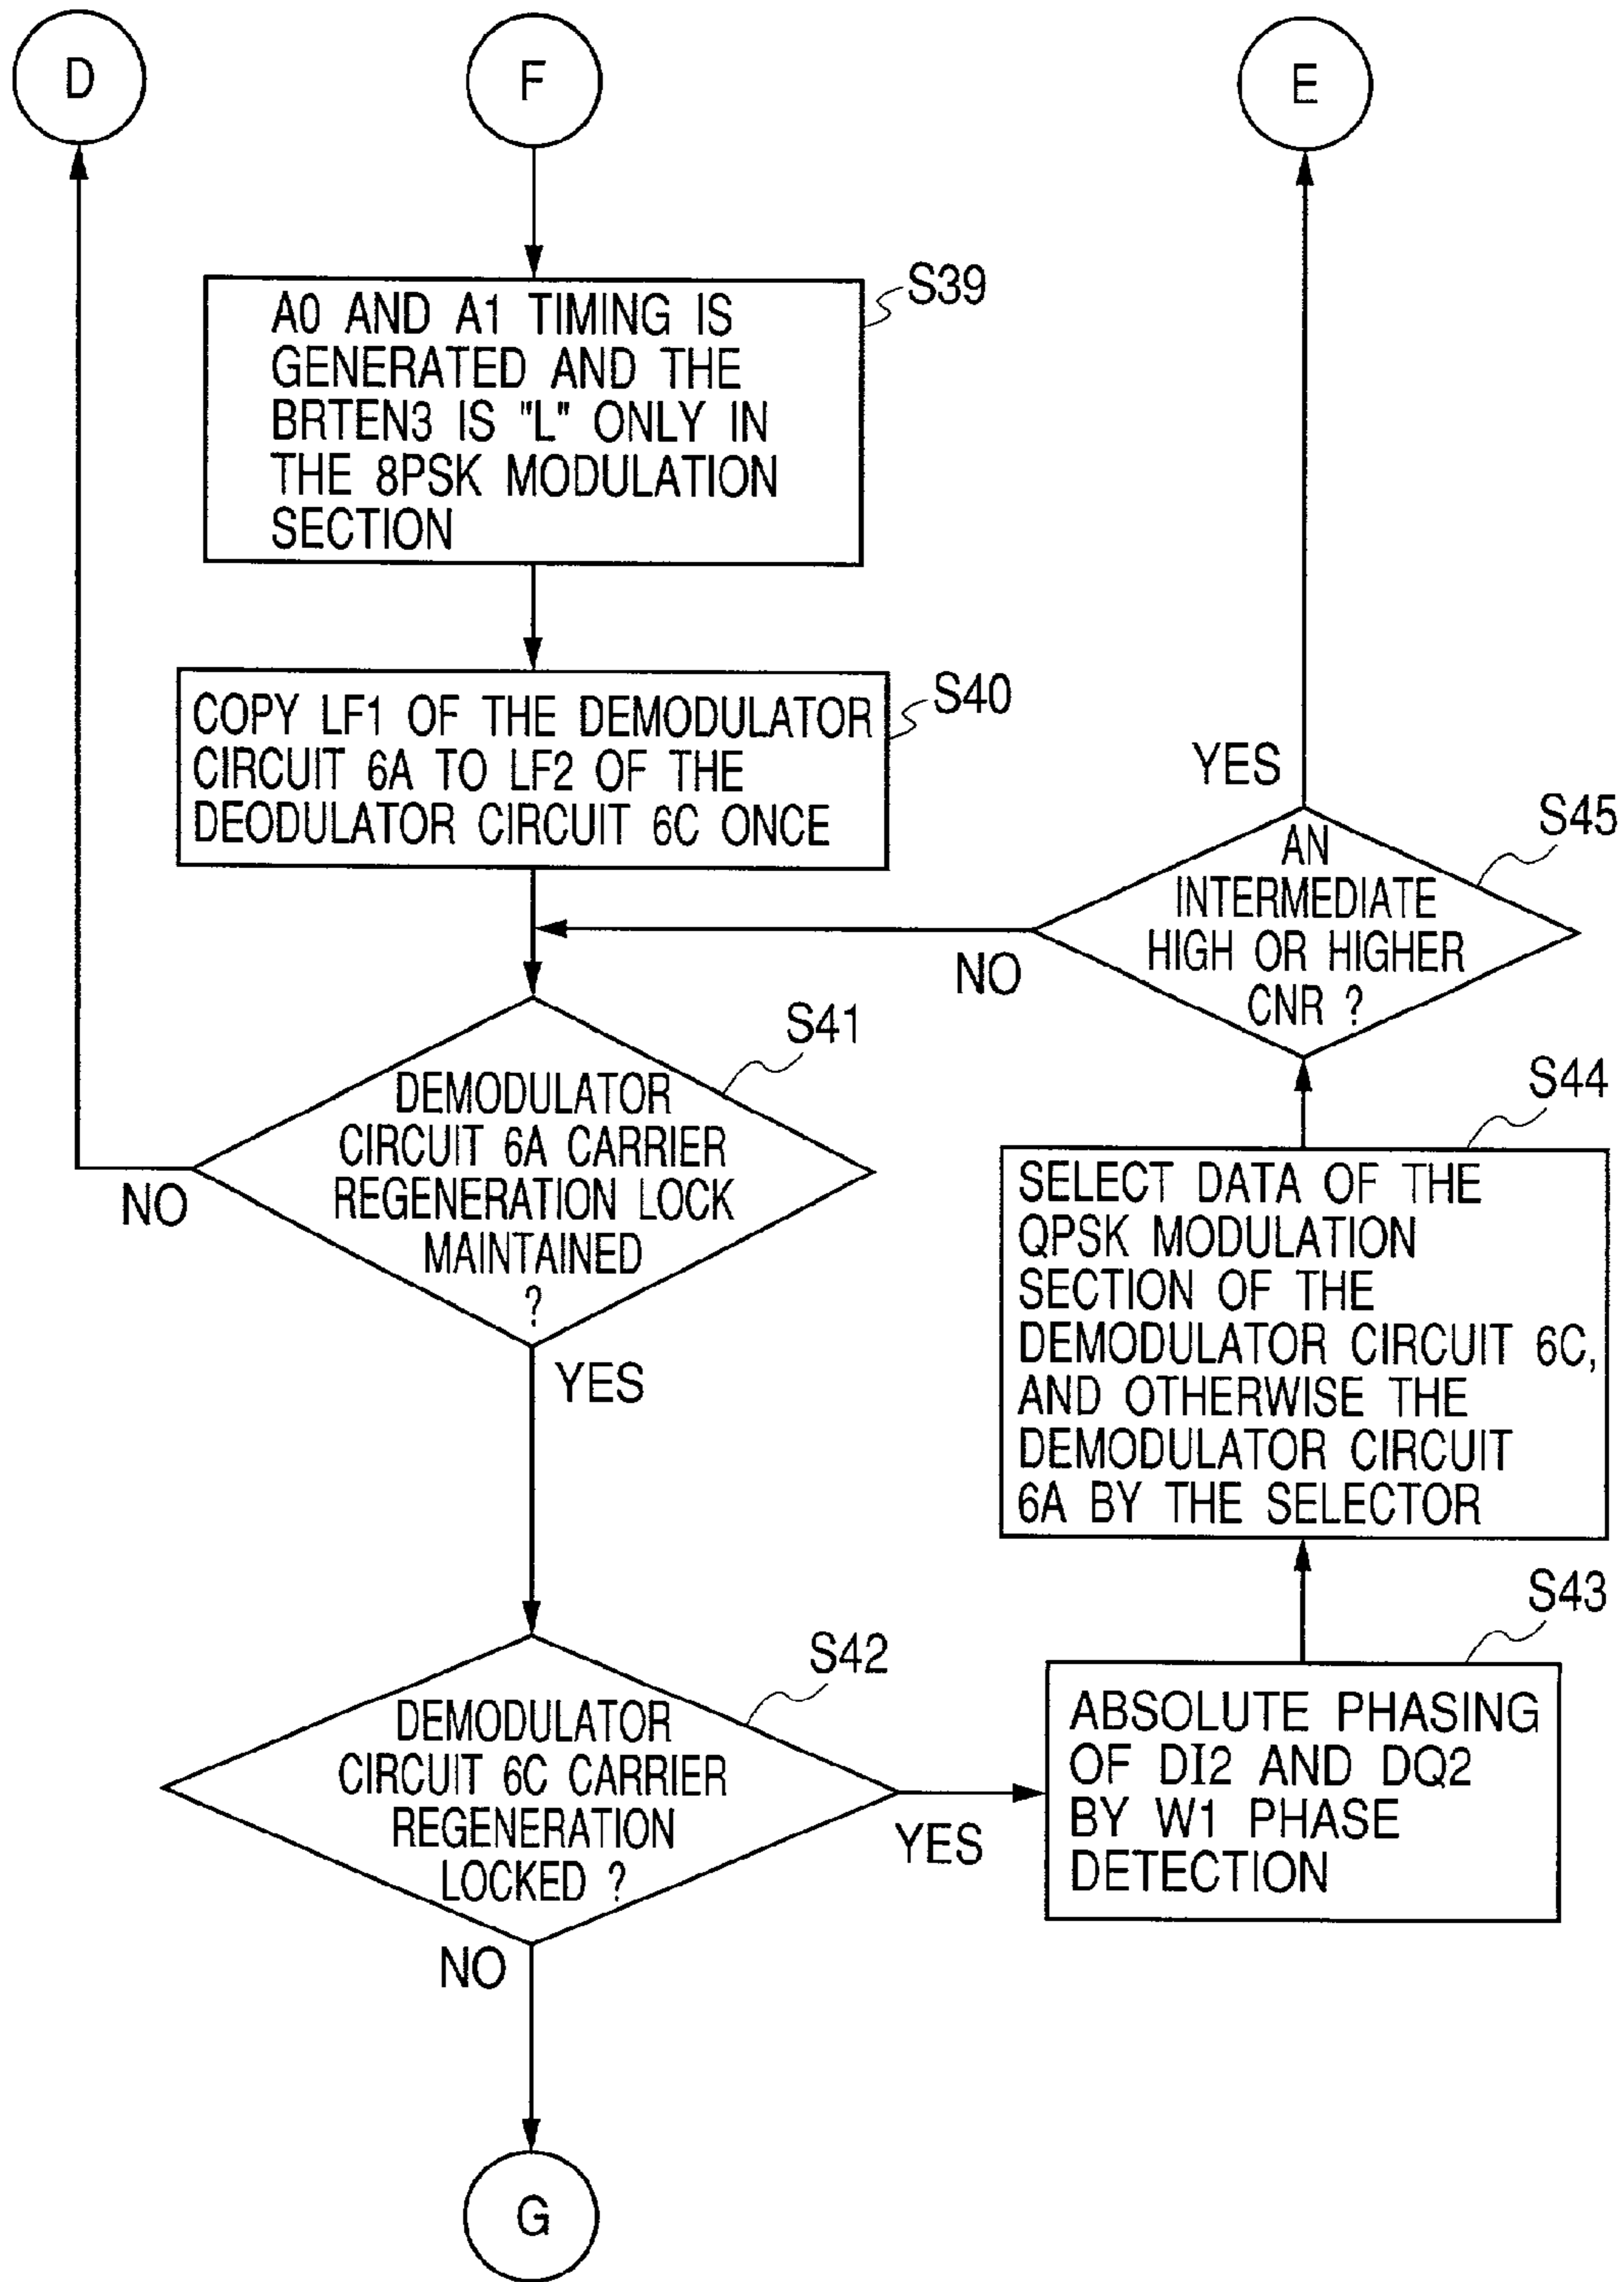 D
F
E
S39
A0 AND A1 TIMING IS
GENERATED AND THE
BRTEN3 IS "L" ONLY IN
THE 8PSK MODULATION
SECTION
S40
COPY LF1 OF THE DEMODULATOR
CIRCUIT 6A TO LF2 OF THE
DEODULATOR CIRCUIT 6C ONCE
S41
DEMODULATOR
CIRCUIT 6A CARRIER
REGENERATION LOCK
MAINTAINED
?
NO
YES
S42
DEMODULATOR
CIRCUIT 6C CARRIER
REGENERATION
LOCKED ?
YES
NO
G
S43
ABSOLUTE PHASING
OF DI2 AND DQ2
BY W1 PHASE
DETECTION
S44
SELECT DATA OF THE
QPSK MODULATION
SECTION OF THE
DEMODULATOR CIRCUIT 6C,
AND OTHERWISE THE
DEMODULATOR CIRCUIT
6A BY THE SELECTOR
S45
AN
INTERMEDIATE
HIGH OR HIGHER
CNR ?
YES
NO